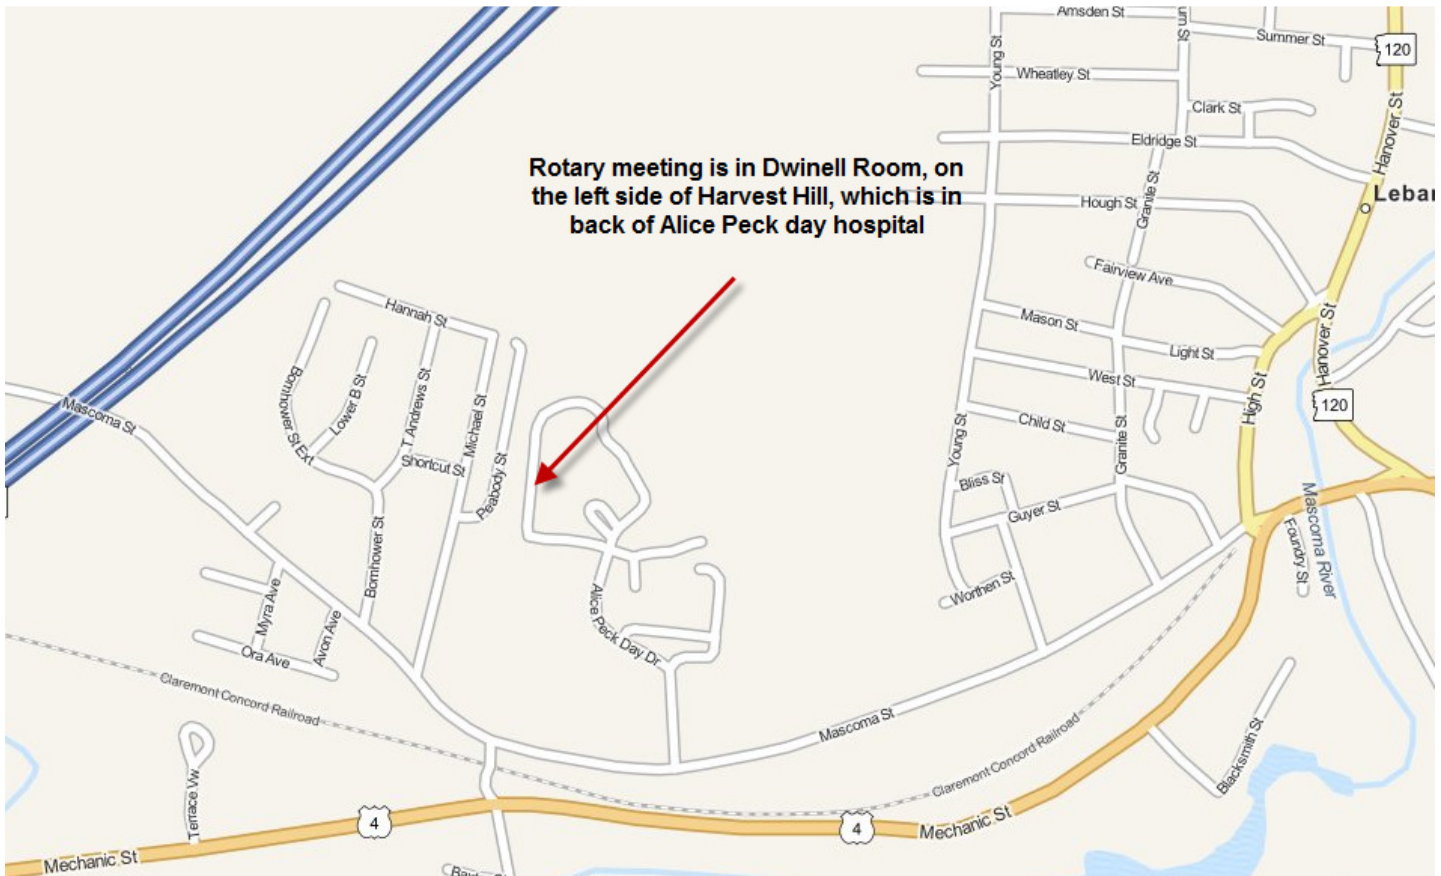 Amsden St
Summer St
120
Young St
Wheatley St
Clark St
Hanover St
Eldridge St
Rotary meeting is in Dwinell Room, on
the left side of Harvest Hill, which is in
back of Alice Peck day hospital
Granite St
Hough St
Lebar
Fairview Ave
Hannah St
Mason St
Light St
Hanover St
West St
120
High St
Bornhower St Ext
Lower B St
T. Andrews St
Michael St
Mascoma St
Child St
Young St
Granite St
Shortcut St
Peabody St
Bliss St
Guyer St
Mascoma River
Foundry St
Bornhower St
Worthen St
Myra Ave
Avon Ave
Alice Peck Day Dr
Ora Ave
Claremont Concord Railroad
Mascoma St
Claremont Concord Railroad
Blacksmith St
Terrace Vw
4
4
Mechanic St
Mechanic St